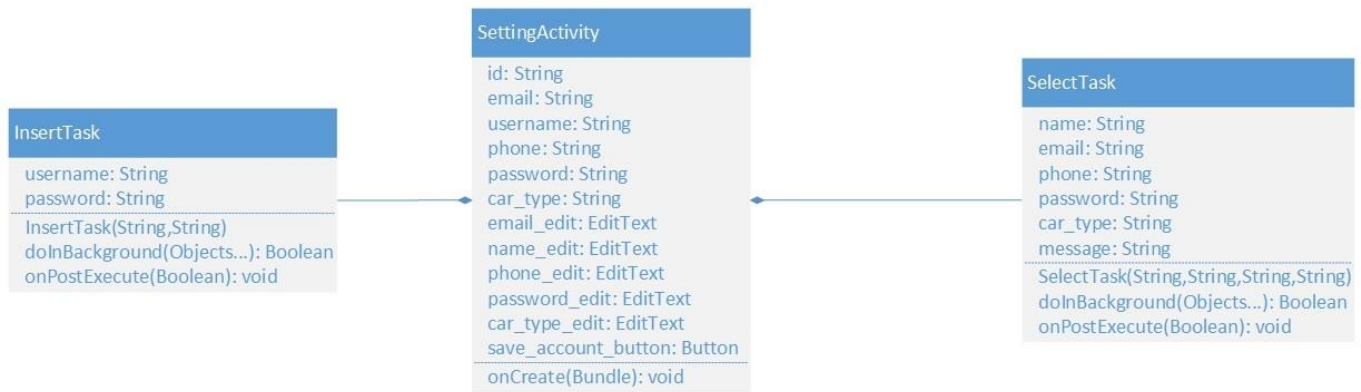 InsertTask
username: String
password: String
InsertTask(String,String)
doInBackground(Objects...): Boolean
onPostExecute(Boolean): void
SettingActivity
id: String
email: String
username: String
phone: String
password: String
car_type: String
email_edit: EditText
name_edit: EditText
phone_edit: EditText
password_edit: EditText
car_type_edit: EditText
save_account_button: Button
onCreate(Bundle): void
SelectTask
name: String
email: String
phone: String
password: String
car_type: String
message: String
SelectTask(String,String,String,String)
doInBackground(Objects...): Boolean
onPostExecute(Boolean): void